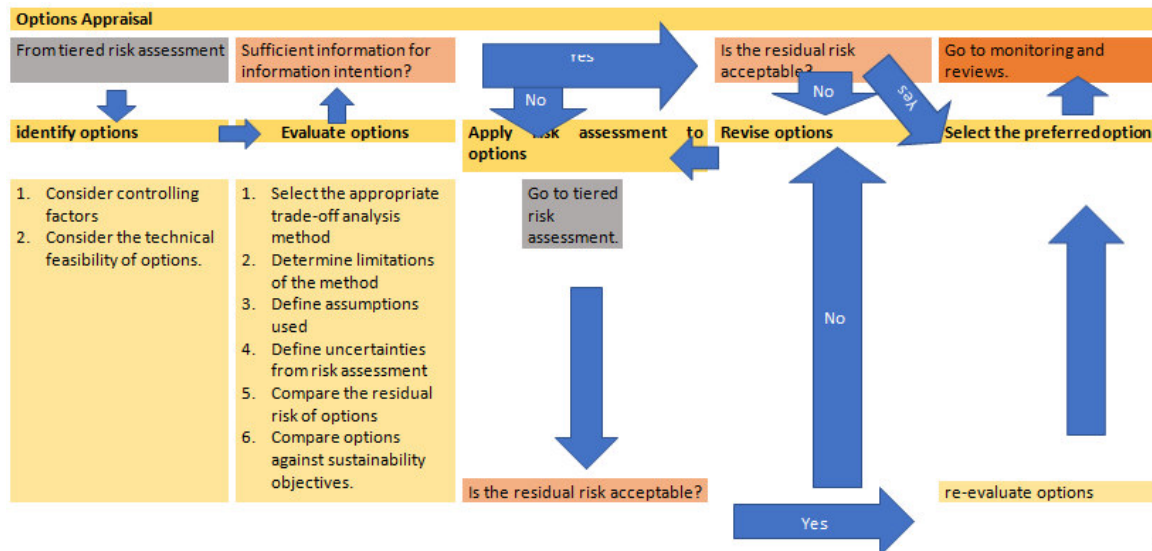 Options Appraisal
From tiered risk assessment
Sufficient information for
information intention?
Yes
No
Is the residual risk
acceptable?
No
Yes
Go to monitoring and
reviews.
identify options
Evaluate options
Apply risk assessment to
options
Revise options
Select the preferred option
1. Consider controlling
factors
2. Consider the technical
feasibility of options.
1. Select the appropriate
trade-off analysis
method
2. Determine limitations
of the method
3. Define assumptions
used
4. Define uncertainties
from risk assessment
5. Compare the residual
risk of options
6. Compare options
against sustainability
objectives.
Go to tiered
risk
assessment.
Is the residual risk acceptable?
No
Yes
re-evaluate options